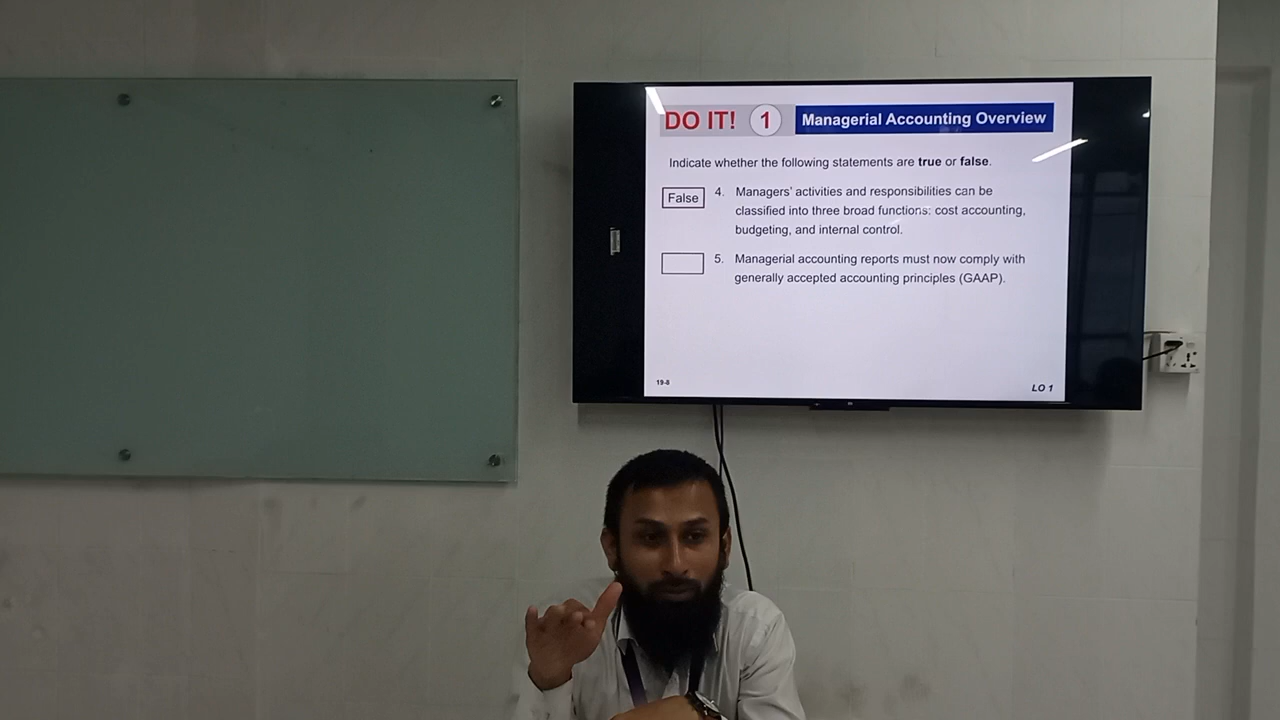 DO IT! 1 Managerial Accounting Overview
Indicate whether the following statements are true or false.
False 4. Managers' activities and responsibilities can be
classified into three broad functions: cost accounting,
budgeting, and internal control.
5. Managerial accounting reports must now comply with
generally accepted accounting principles (GAAP).
19-8 LO 1